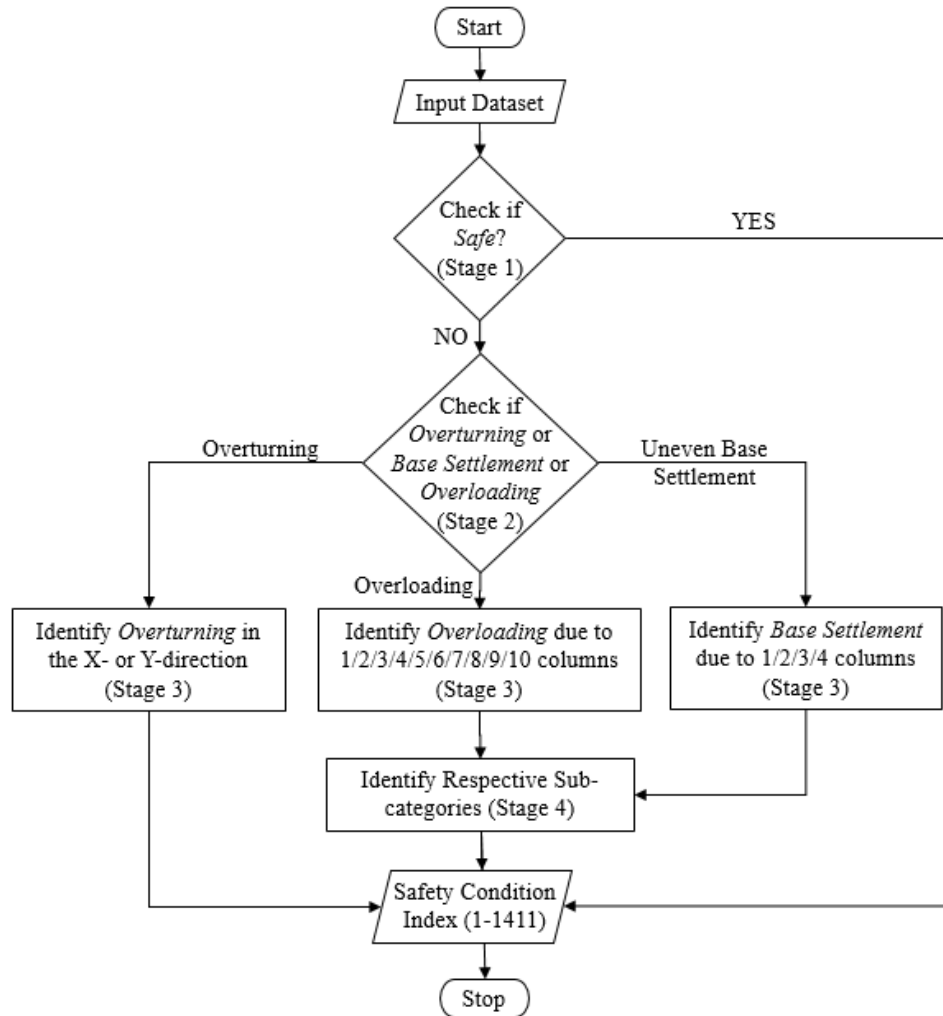 Start
Input Dataset
Check if
Safe?
(Stage 1)
YES
NO
Check if
Overturning or
Base Settlement or
Overloading
(Stage 2)
Overturning
Uneven Base
Settlement
Overloading
Identify Overturning in
the X- or Y-direction
(Stage 3)
Identify Overloading due to
1/2/3/4/5/6/7/8/9/10 columns
(Stage 3)
Identify Base Settlement
due to 1/2/3/4 columns
(Stage 3)
Identify Respective Sub-
categories (Stage 4)
Safety Condition
Index (1-1411)
Stop